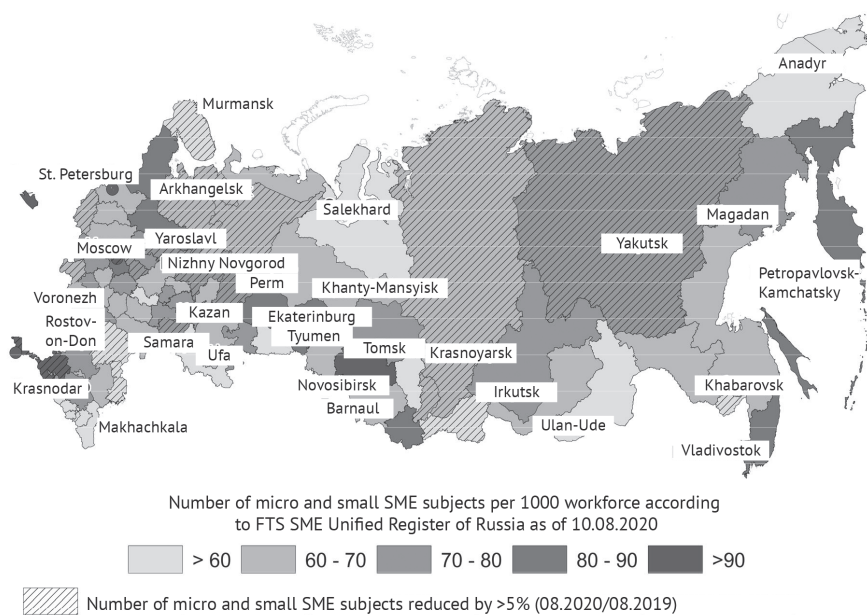 Anadyr
Murmansk
St. Petersburg
Arkhangelsk
Salekhard
Magadan
Moscow
Yaroslavl
Yakutsk
Nizhny Novgorod
Perm
Petropavlovsk-
Kamchatsky
Khanty-Mansyisk
Voronezh
Kazan
Ekaterinburg
Rostov-
on-Don
Samara
Tyumen
Ufa
Tomsk
Krasnoyarsk
Krasnodar
Novosibirsk
Irkutsk
Khabarovsk
Barnaul
Makhachkala
Ulan-Ude
Vladivostok
Number of micro and small SME subjects per 1000 workforce according
to FTS SME Unified Register of Russia as of 10.08.2020
> 60
60 - 70
70 - 80
80 - 90
>90
Number of micro and small SME subjects reduced by >5% (08.2020/08.2019)